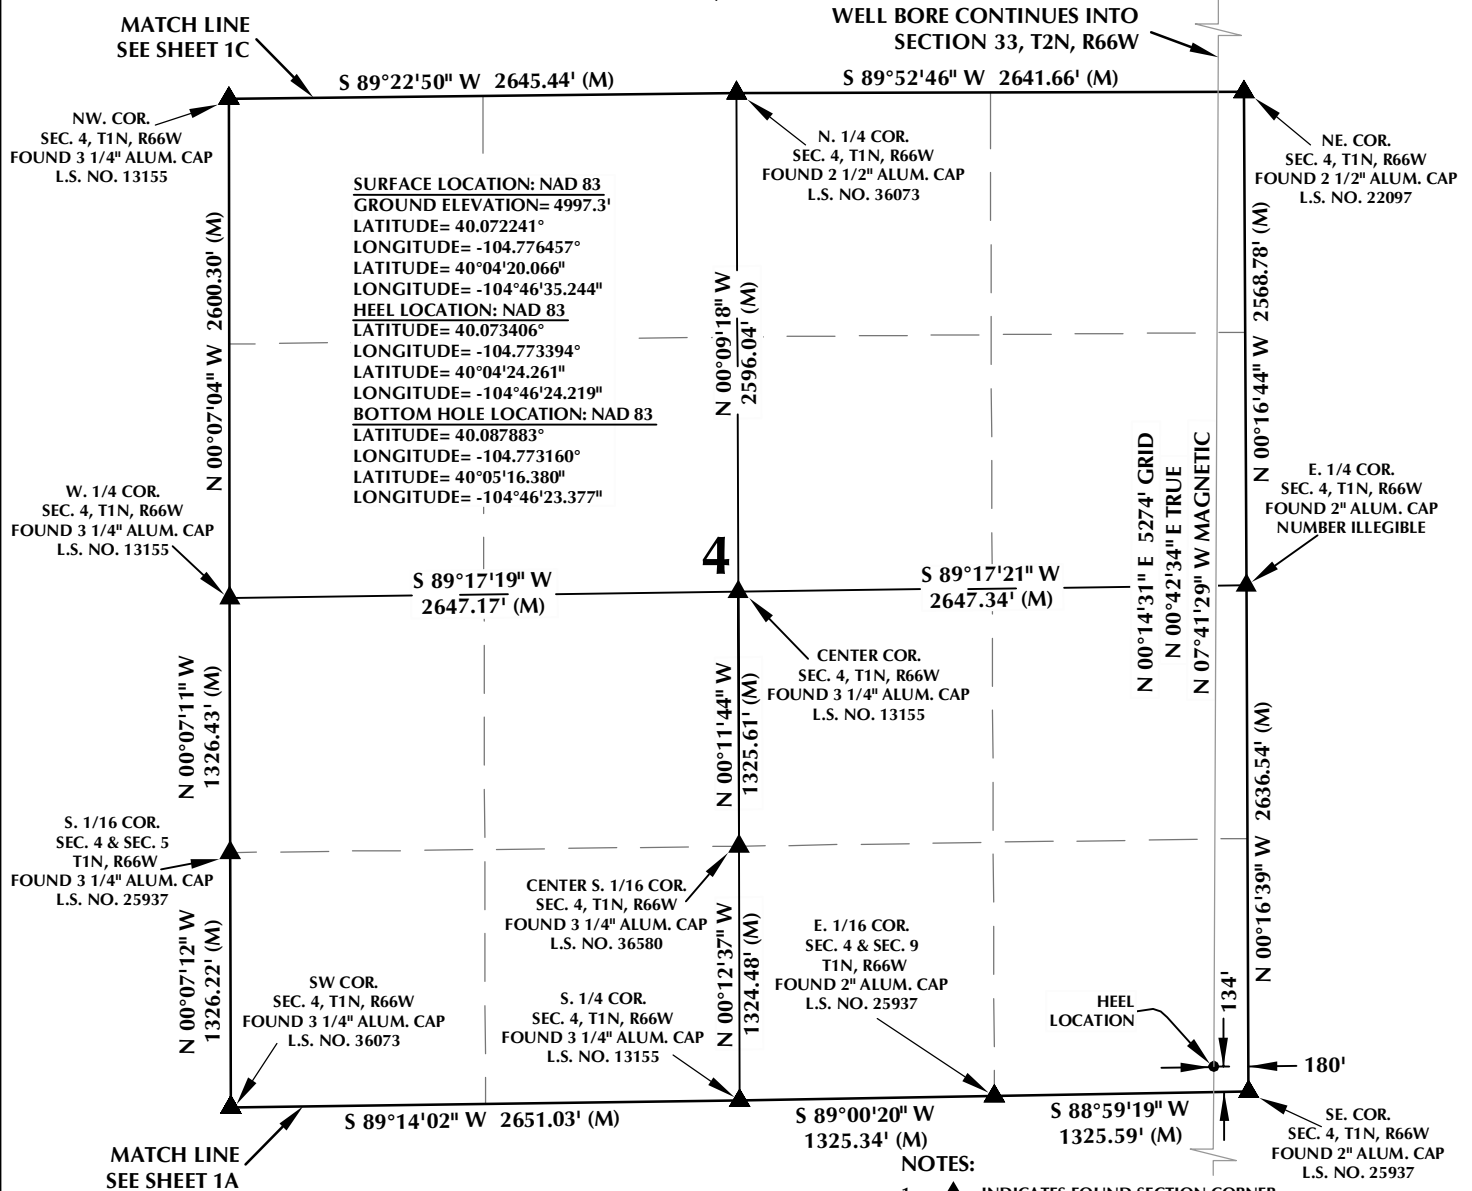 MATCH LINE
SEE SHEET 1C
WELL BORE CONTINUES INTO
SECTION 33, T2N, R66W
S 89°22'50" W 2645.44' (M)
S 89°52'46" W 2641.66' (M)
NW. COR.
SEC. 4, T1N, R66W
FOUND 3 1/4" ALUM. CAP
L.S. NO. 13155
N. 1/4 COR.
SEC. 4, T1N, R66W
FOUND 2 1/2" ALUM. CAP
L.S. NO. 36073
NE. COR.
SEC. 4, T1N, R66W
FOUND 2 1/2" ALUM. CAP
L.S. NO. 22097
SURFACE LOCATION: NAD 83
GROUND ELEVATION= 4997.3'
LATITUDE= 40.072241°
LONGITUDE= -104.776457°
LATITUDE= 40°04'20.066"
LONGITUDE= -104°46'35.244"
HEEL LOCATION: NAD 83
LATITUDE= 40.073406°
LONGITUDE= -104.773394°
LATITUDE= 40°04'24.261"
LONGITUDE= -104°46'24.219"
BOTTOM HOLE LOCATION: NAD 83
LATITUDE= 40.087883°
LONGITUDE= -104.773160°
LATITUDE= 40°05'16.380"
LONGITUDE= -104°46'23.377"
N 00°07'04" W 2600.30' (M)
N 00°09'18" W
2596.04' (M)
N 00°16'44" W 2568.78' (M)
W. 1/4 COR.
SEC. 4, T1N, R66W
FOUND 3 1/4" ALUM. CAP
L.S. NO. 13155
E. 1/4 COR.
SEC. 4, T1N, R66W
FOUND 2" ALUM. CAP
NUMBER ILLEGIBLE
N 00°14'31" E 5274' GRID
N 00°42'34" E TRUE
N 07°41'29" W MAGNETIC
4
S 89°17'19" W
2647.17' (M)
S 89°17'21" W
2647.34' (M)
CENTER COR.
SEC. 4, T1N, R66W
FOUND 3 1/4" ALUM. CAP
L.S. NO. 13155
N 00°07'11" W
1326.43' (M)
N 00°11'44" W
1325.61' (M)
N 00°16'39" W 2636.54' (M)
S. 1/16 COR.
SEC. 4 & SEC. 5
T1N, R66W
FOUND 3 1/4" ALUM. CAP
L.S. NO. 25937
CENTER S. 1/16 COR.
SEC. 4, T1N, R66W
FOUND 3 1/4" ALUM. CAP
L.S. NO. 36580
E. 1/16 COR.
SEC. 4 & SEC. 9
T1N, R66W
FOUND 2" ALUM. CAP
L.S. NO. 25937
N 00°07'12" W
1326.22' (M)
N 00°12'37" W
1324.48' (M)
SW COR.
SEC. 4, T1N, R66W
FOUND 3 1/4" ALUM. CAP
L.S. NO. 36073
S. 1/4 COR.
SEC. 4, T1N, R66W
FOUND 3 1/4" ALUM. CAP
L.S. NO. 13155
HEEL
LOCATION
134'
180'
S 89°14'02" W 2651.03' (M)
S 89°00'20" W
1325.34' (M)
S 88°59'19" W
1325.59' (M)
SE. COR.
SEC. 4, T1N, R66W
FOUND 2" ALUM. CAP
L.S. NO. 25937
MATCH LINE
SEE SHEET 1A
NOTES:
INDICATES FOUND SECTION CORNER